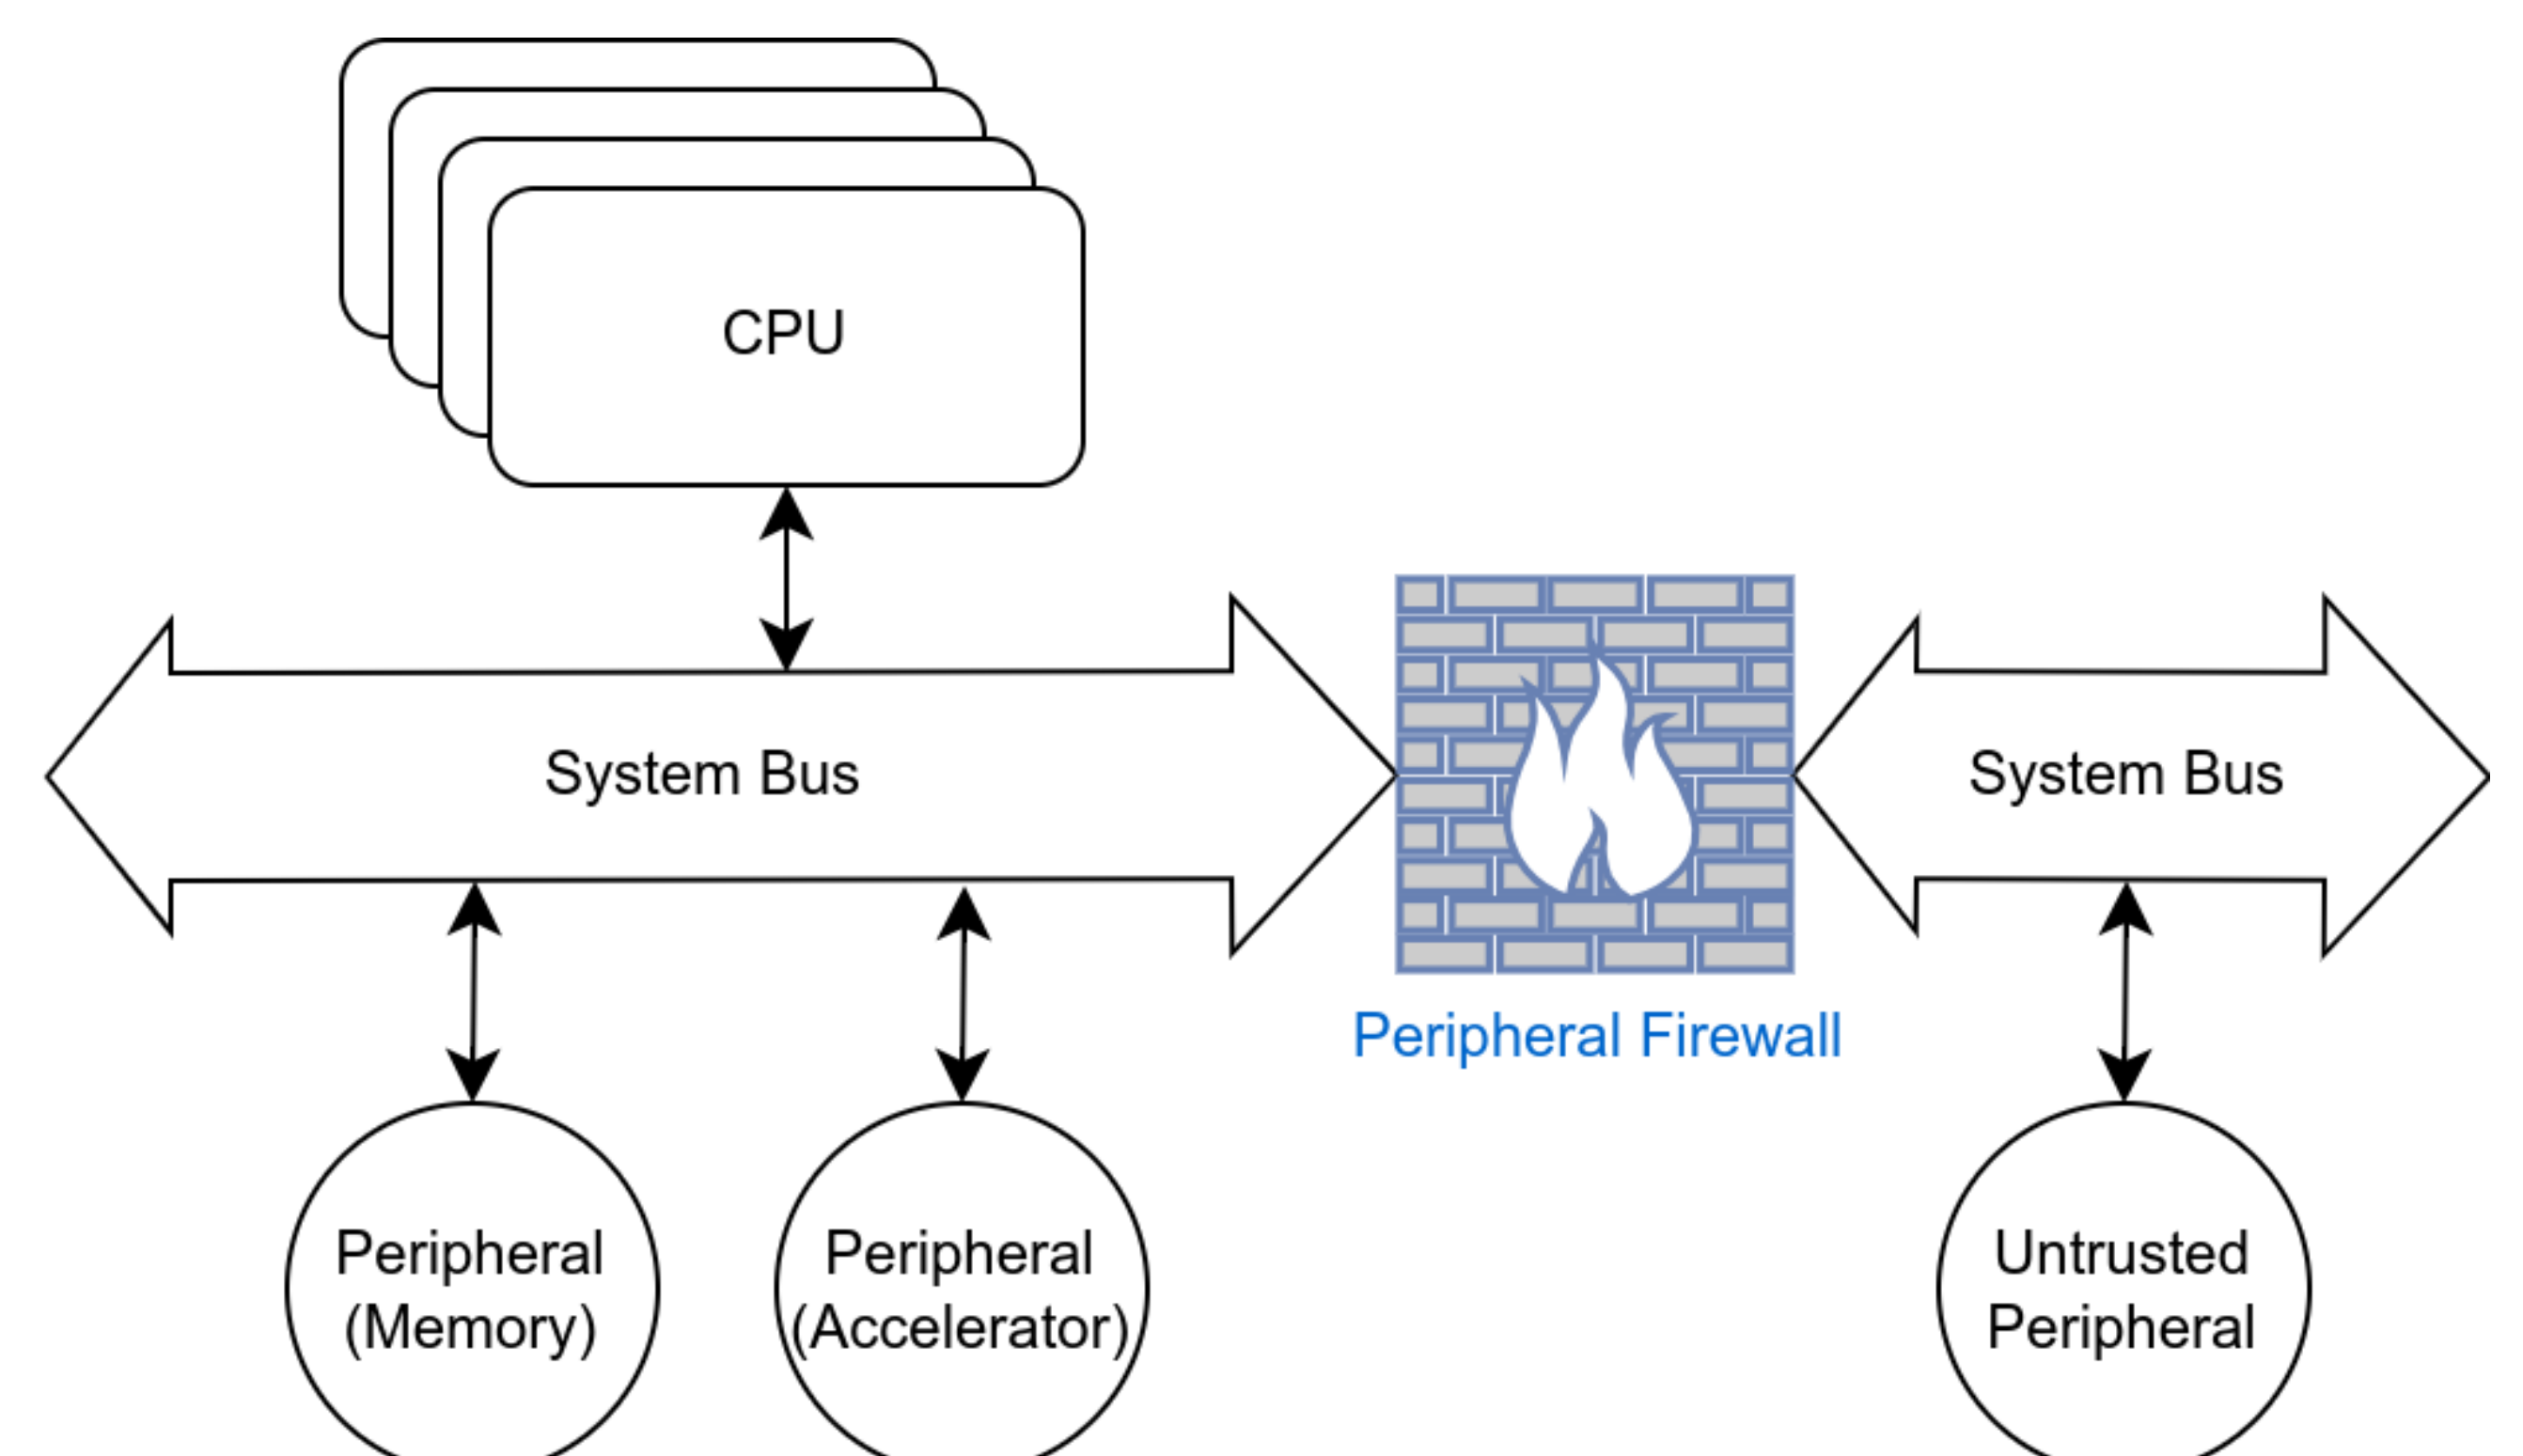 CPU
System Bus
System Bus
Peripheral Firewall
Peripheral
(Memory)
Peripheral
(Accelerator)
Untrusted
Peripheral